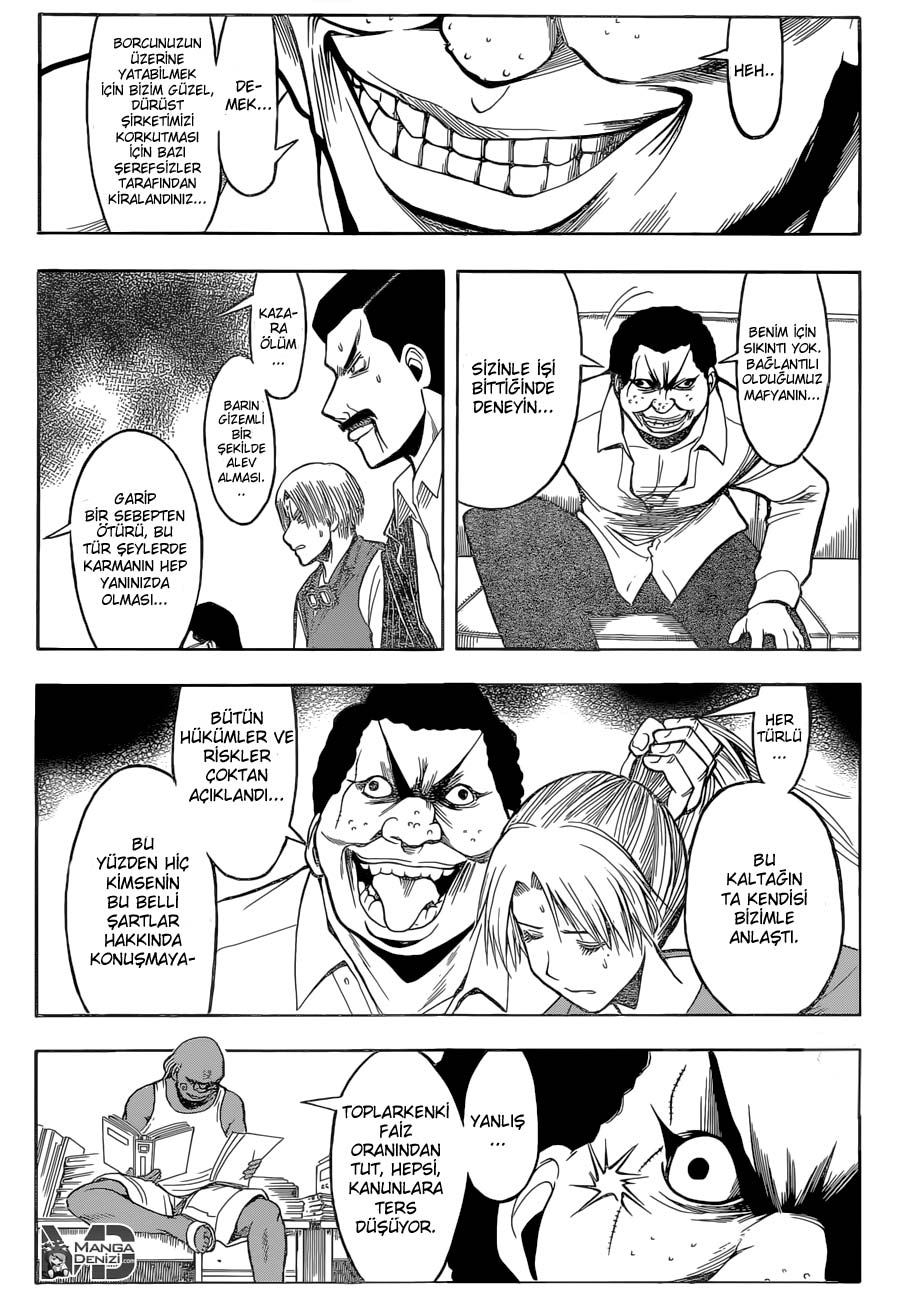 HEH..
DE-
MEK...
BORCUNUZUN
ÜZERİNE
YATABİLMEK
İÇİN BİZİM GÜZEL,
DÜRÜST
ŞİRKETİMİZİ
KORKUTMASI
İÇİN BAZI
ŞEREFSİZLER
TARAFINDAN
KİRALANDINIZ...
BENİM İÇİN
SIKINTI YOK.
BAĞLANTILI
OLDUĞUMUZ
MAFYANIN...
SİZİNLE İŞİ
BİTTİĞİNDE
DENEYİN...
KAZA-
RA
ÖLÜM
...
BARIN
GİZEMLİ
BİR
ŞEKİLDE
ALEV
ALMASI.
..
GARİP
BİR SEBEPTEN
ÖTÜRÜ, BU
TÜR ŞEYLERDE
KARMANIN HEP
YANINIZDA
OLMASI...
HER
TÜRLÜ
...
BU
KALTAĞIN
TA KENDİSİ
BİZİMLE
ANLAŞTI.
BÜTÜN
HÜKÜMLER VE
RİSKLER
ÇOKTAN
AÇIKLANDI...
BU
YÜZDEN HİÇ
KİMSENİN
BU BELLİ
ŞARTLAR
HAKKINDA
KONUŞMAYA-
YANLIŞ
...
TOPLARKENKİ
FAİZ
ORANINDAN
TUT, HEPSİ,
KANUNLARA
TERS
DÜŞÜYOR.
MD
MANGA
DENİZİ.com